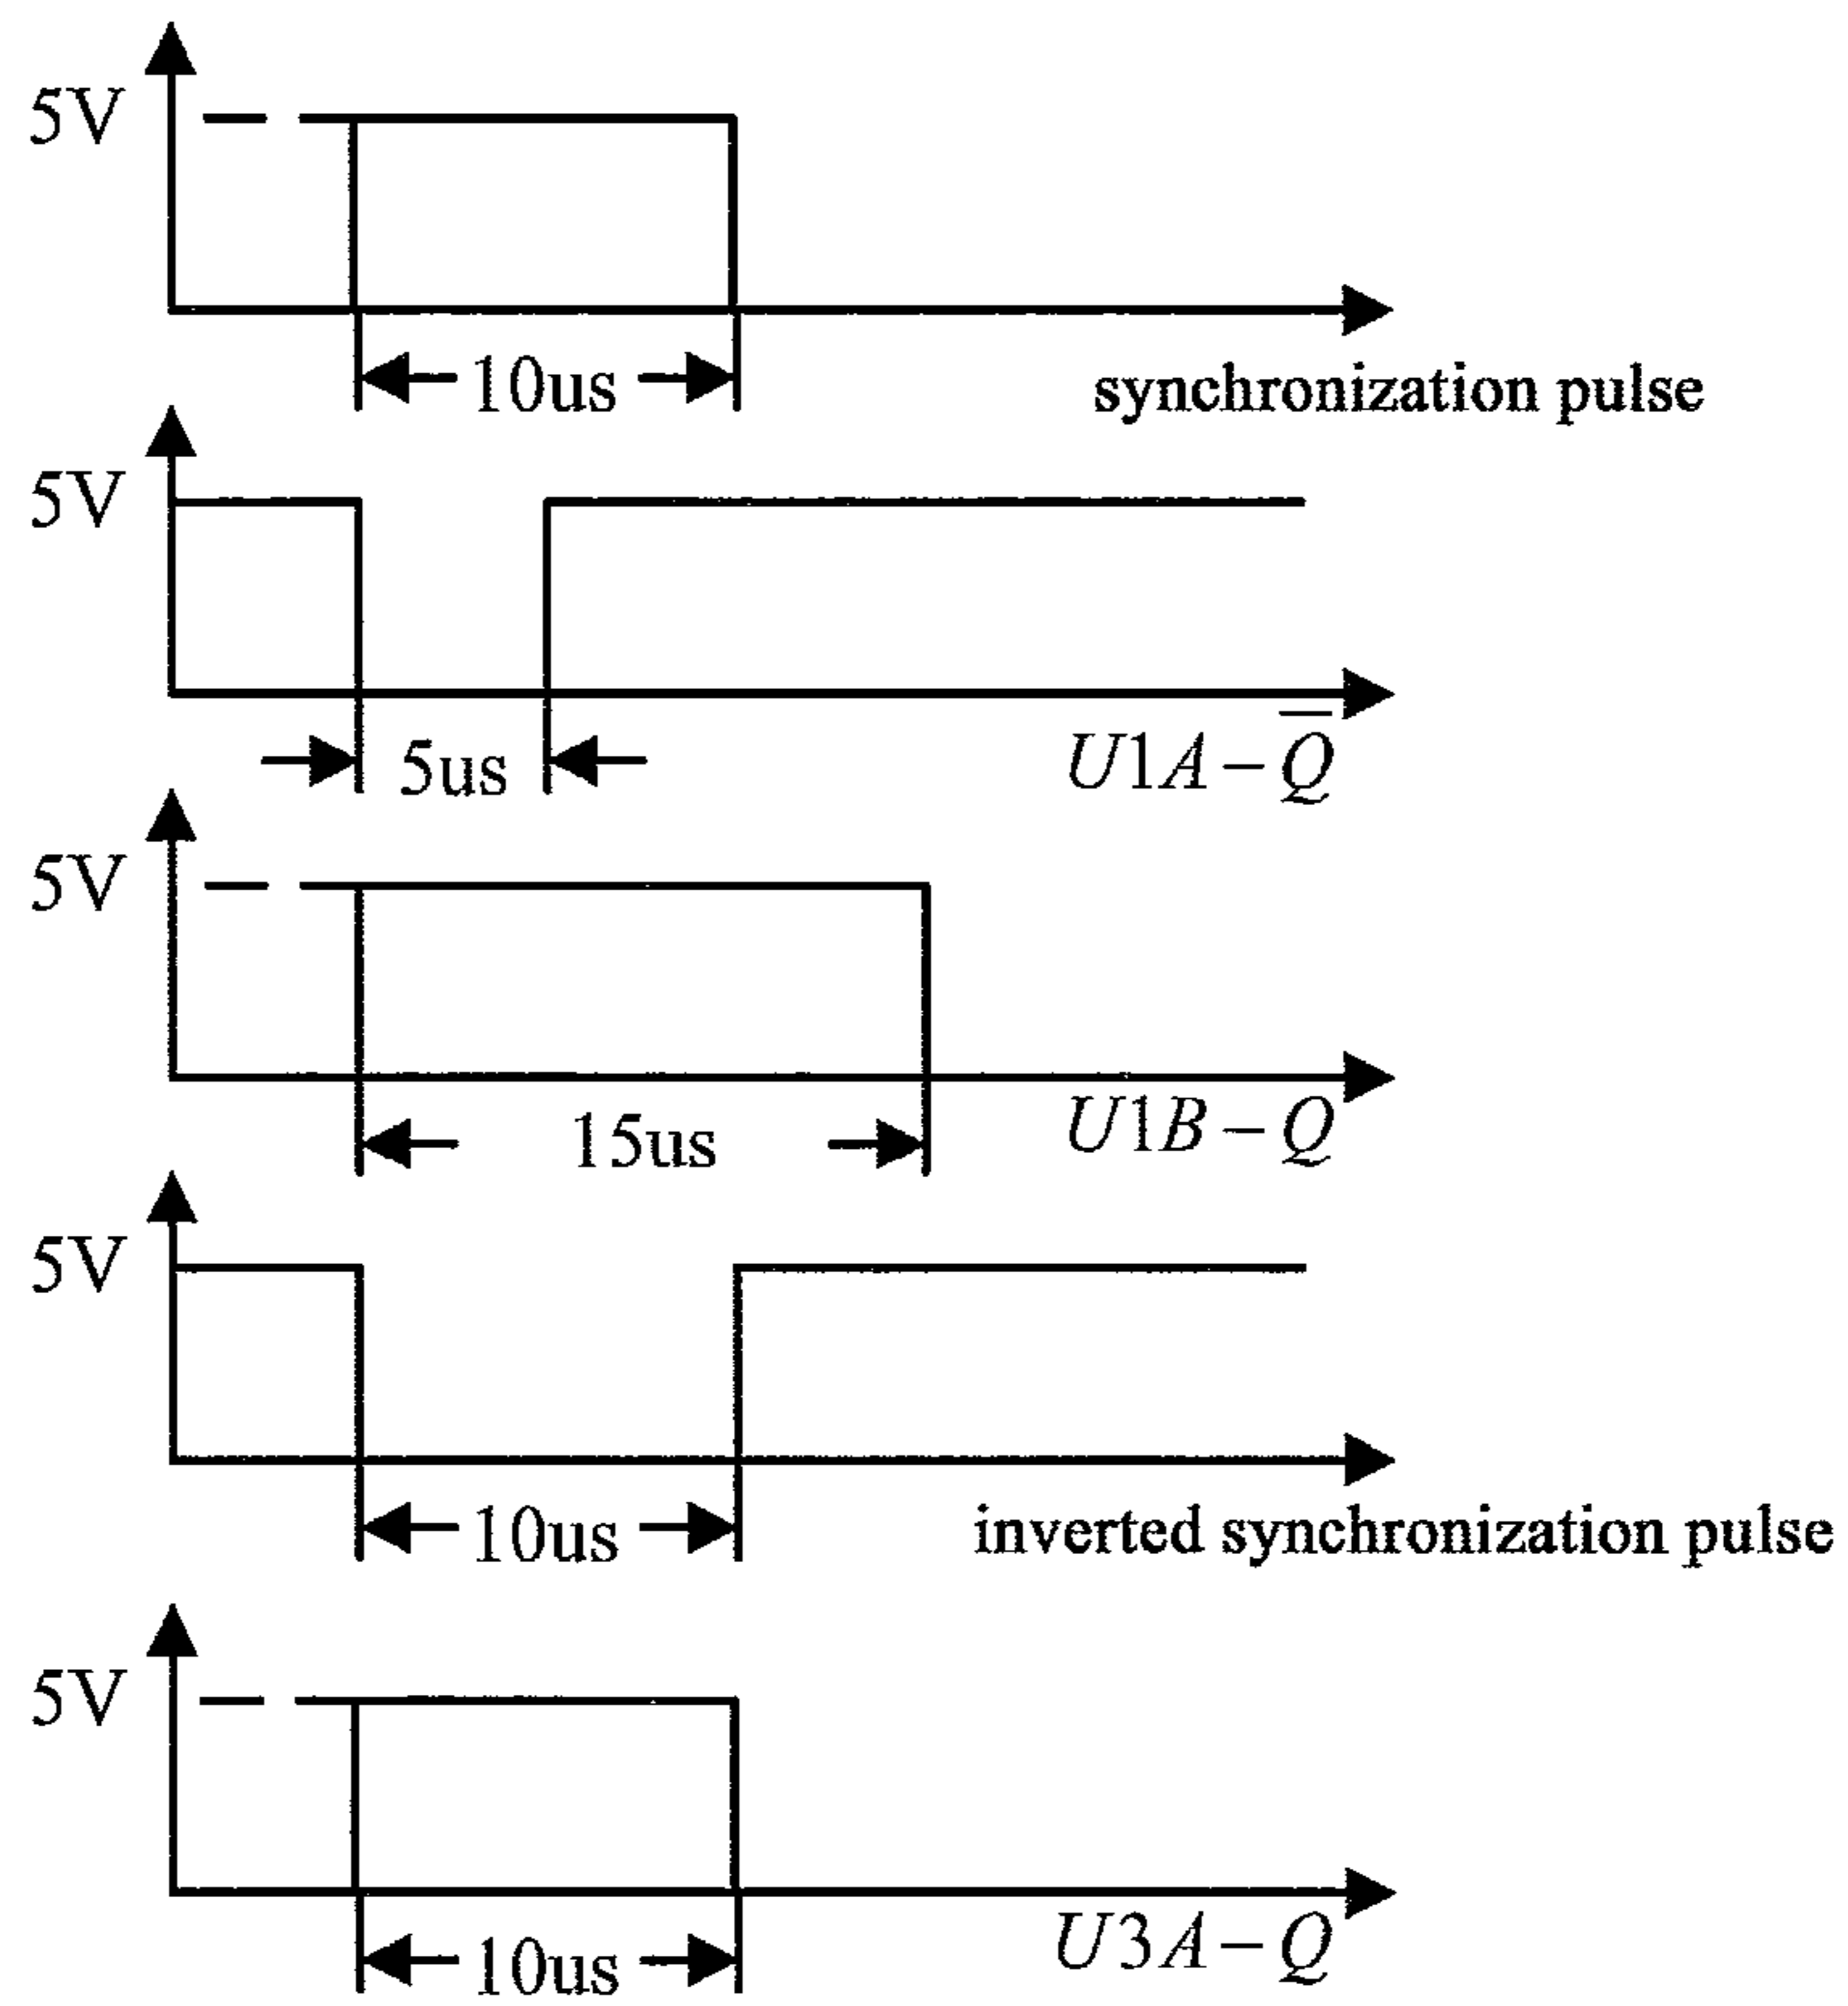 5V
10us
synchronization pulse
5V
5us
U1A−Q̅
5V
15us
U1B−Q
5V
10us
inverted synchronization pulse
5V
10us
U3A−Q